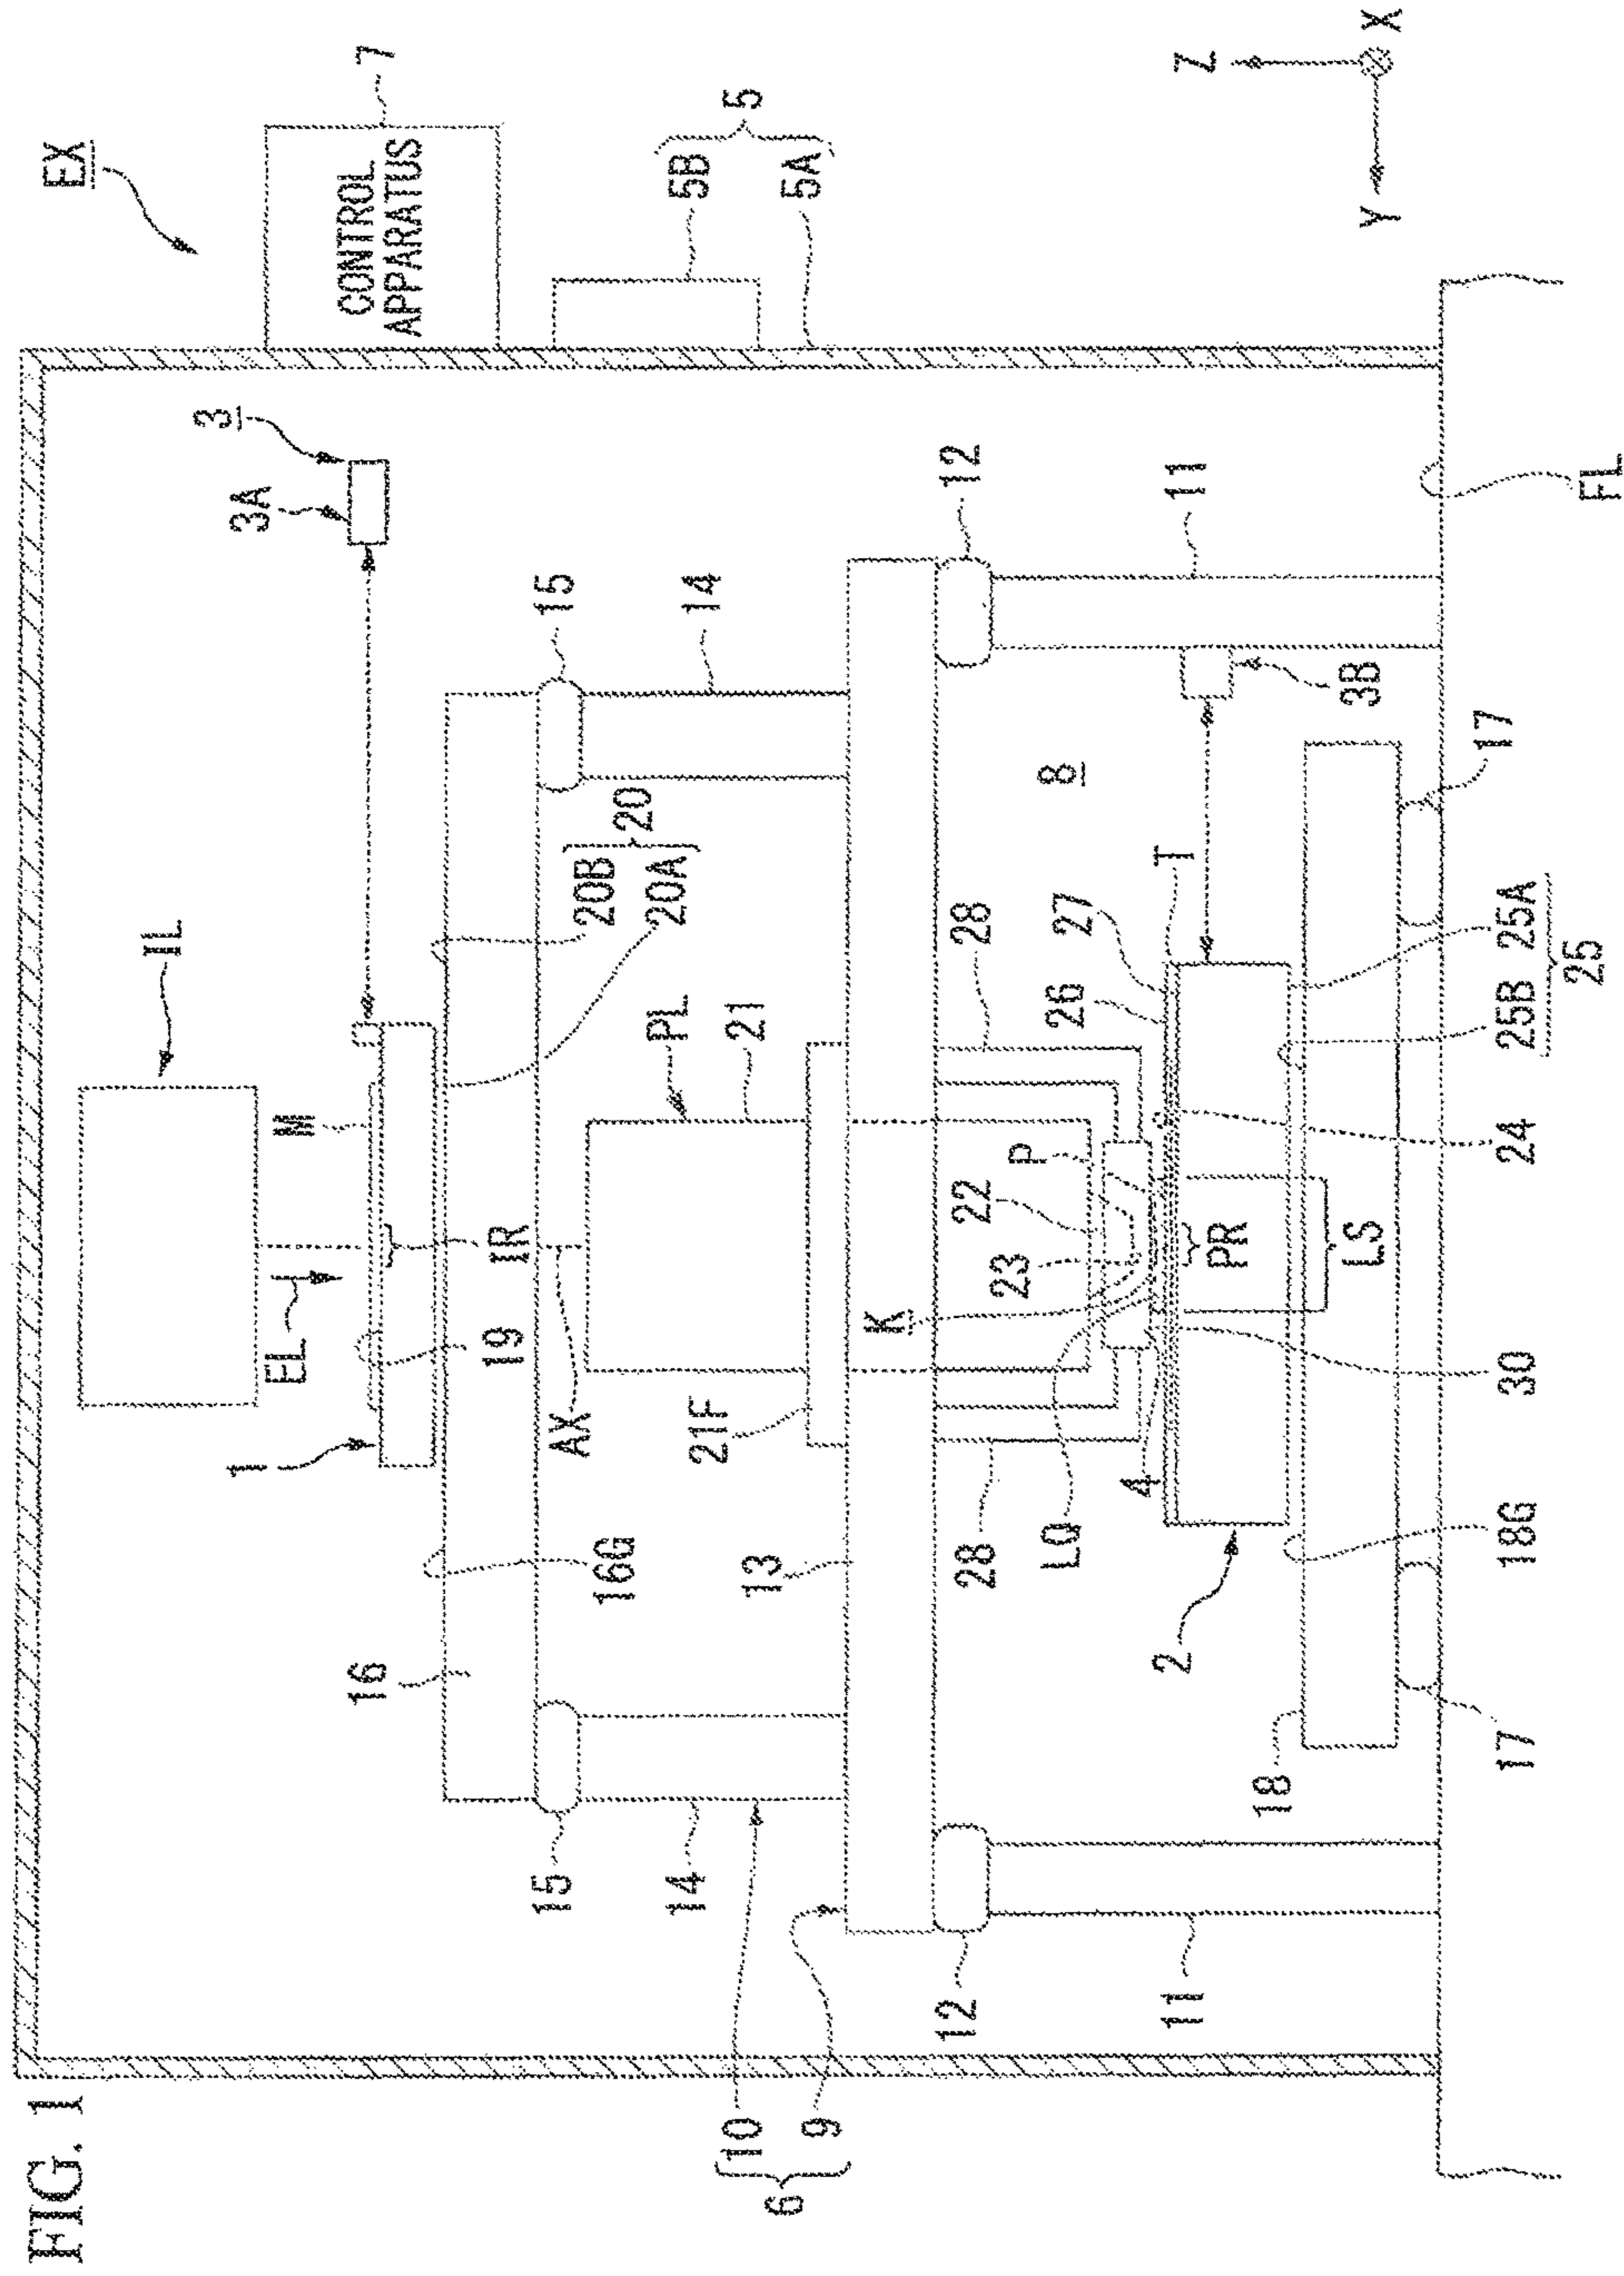 FIG. 1
EX
7
CONTROL
APPARATUS
5
5B
5A
Z
X
Y
3
3A
IL
M
EL
19
1
IR
AX
15
14
20B
20
20A
16
16G
PL
21
21F
13
15
14
10
9
6
12
11
3B
8
28
27
T
26
22
P
23
K
24
PR
LS
28
LQ
4
30
2
18G
18
17
17
25B
25A
25
12
11
FL